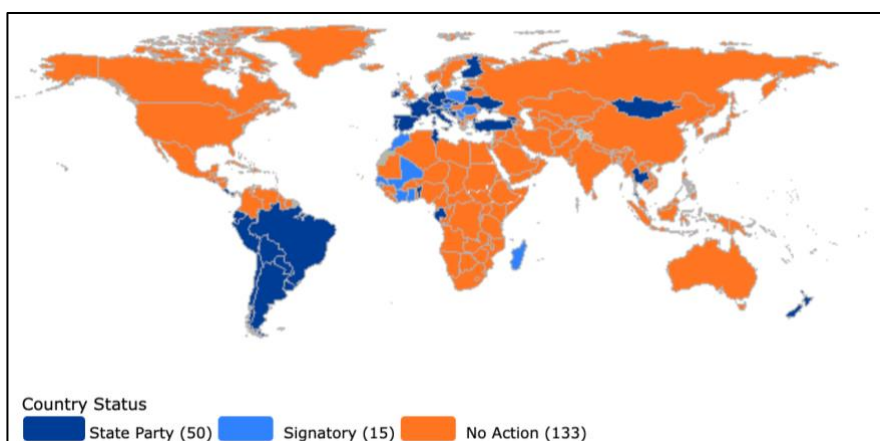 Country Status
State Party (50) Signatory (15) No Action (133)